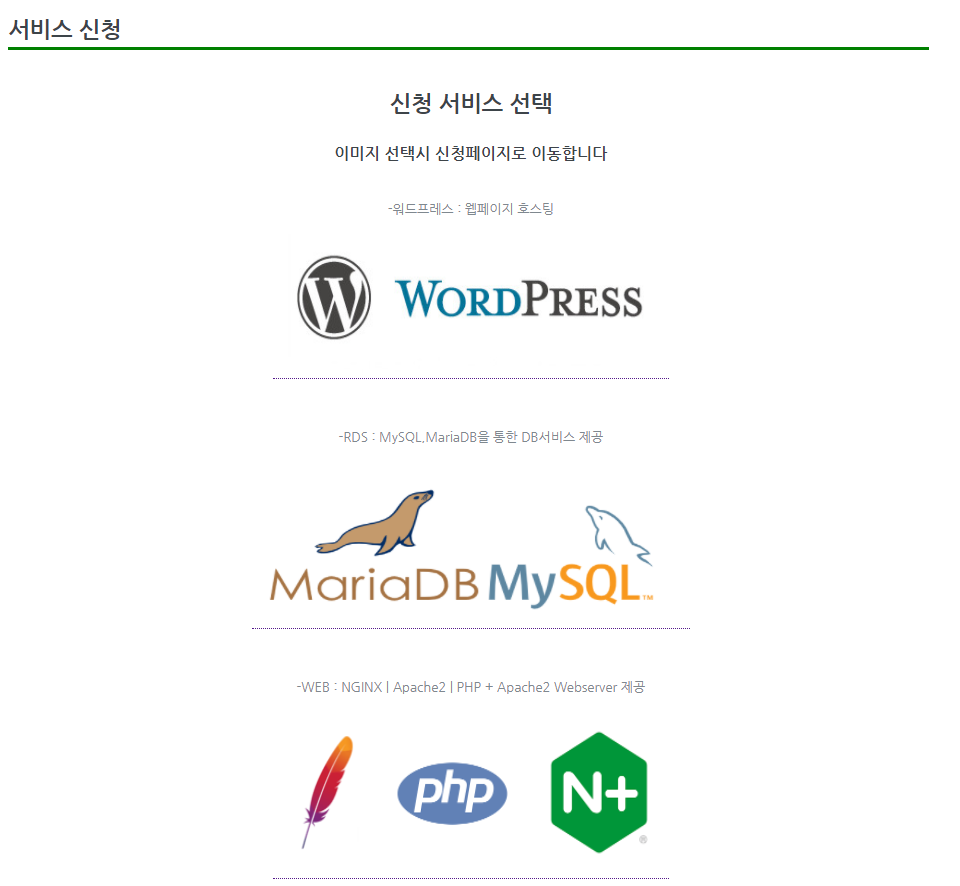 서비스 신청
신청 서비스 선택
이미지 선택시 신청페이지로 이동합니다
-워드프레스 : 웹페이지 호스팅
W WORDPRESS
-RDS : MySQL,MariaDB을 통한 DB서비스 제공
MariaDB MySQL™
-WEB : NGINX | Apache2 | PHP + Apache2 Webserver 제공
php N+ ®